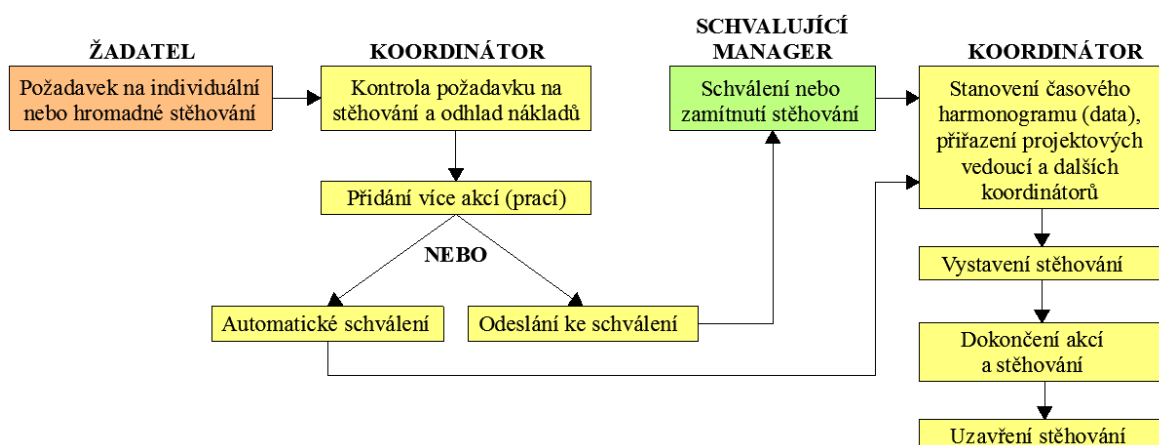 ŽADATEL
Požadavek na individuální
nebo hromadné stěhování
KOORDINÁTOR
Kontrola požadavku na
stěhování a odhlad nákladů
Přidání více akcí (prací)
NEBO
Automatické schválení
Odeslání ke schválení
SCHVALUJÍCÍ
MANAGER
Schválení nebo
zamítnutí stěhování
KOORDINÁTOR
Stanovení časového
harmonogramu (data),
přiřazení projektových
vedoucí a dalších
koordinátorů
Vystavení stěhování
Dokončení akcí
a stěhování
Uzavření stěhování